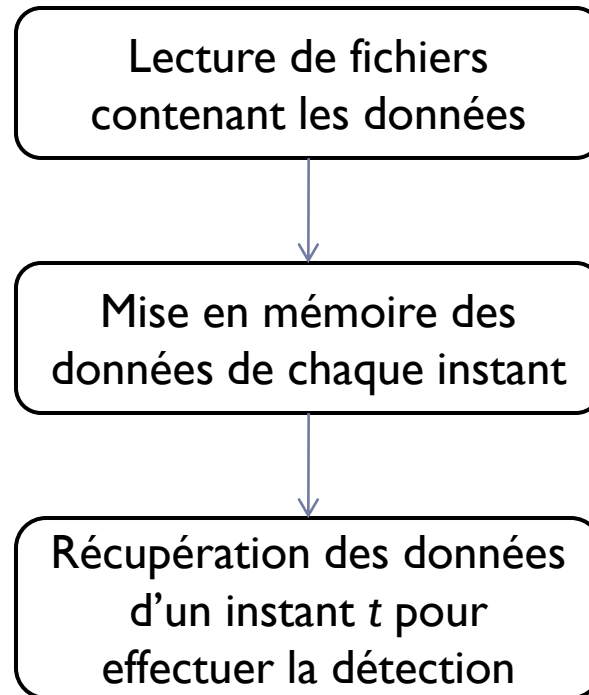 Lecture de fichiers
contenant les données
Mise en mémoire des
données de chaque instant
Récupération des données
d’un instant t pour
effectuer la détection